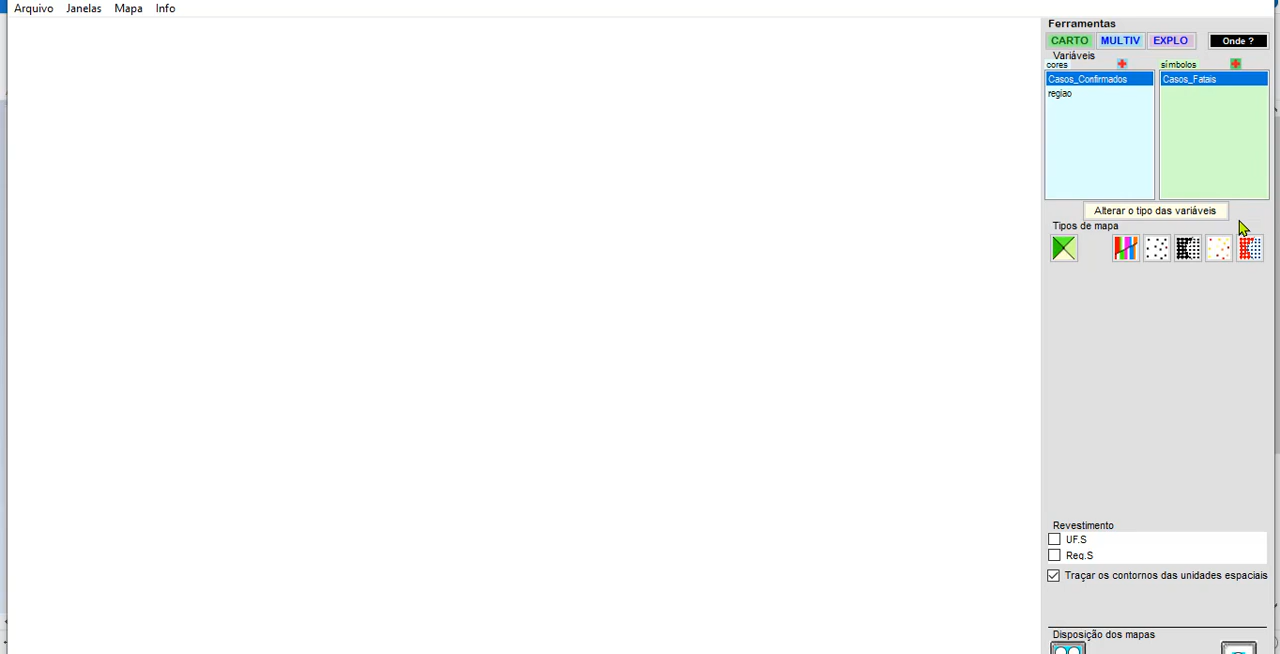 Arquivo Janelas Mapa Info
Ferramentas
CARTO MULTIV EXPLO Onde ?
Variáveis
cores símbolos
Casos_Confirmados Casos_Fatais
regiao
Alterar o tipo das variáveis
Tipos de mapa
Revestimento
UF.S
Reg.S
Traçar os contornos das unidades espaciais
Disposição dos mapas